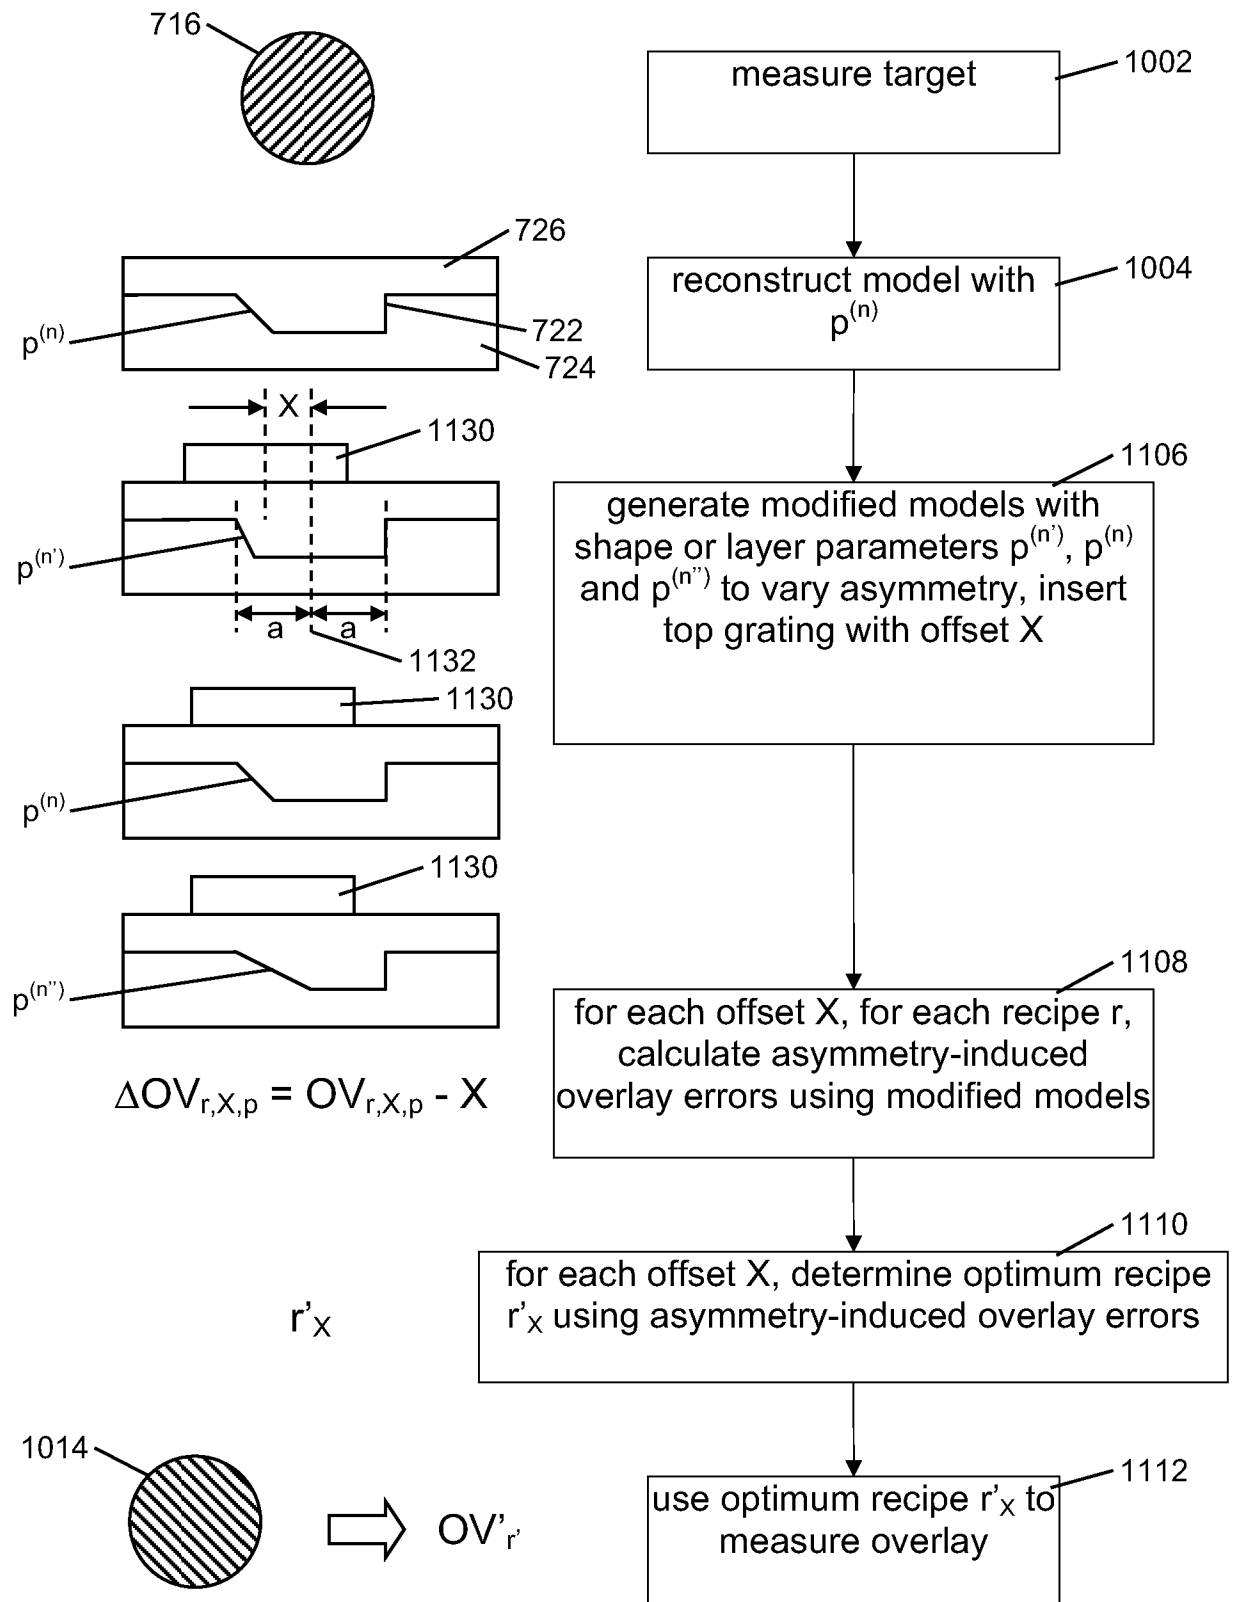 716
measure target
1002
726
p(n)
722
724
reconstruct model with
p(n)
1004
X
1130
p(n')
a
a
1132
generate modified models with
shape or layer parameters p(n'), p(n)
and p(n'') to vary asymmetry, insert
top grating with offset X
1106
1130
p(n)
1130
p(n'')
ΔOVr,X,p = OVr,X,p - X
for each offset X, for each recipe r,
calculate asymmetry-induced
overlay errors using modified models
1108
r'X
for each offset X, determine optimum recipe
r'X using asymmetry-induced overlay errors
1110
1014
OV'r'
use optimum recipe r'X to
measure overlay
1112